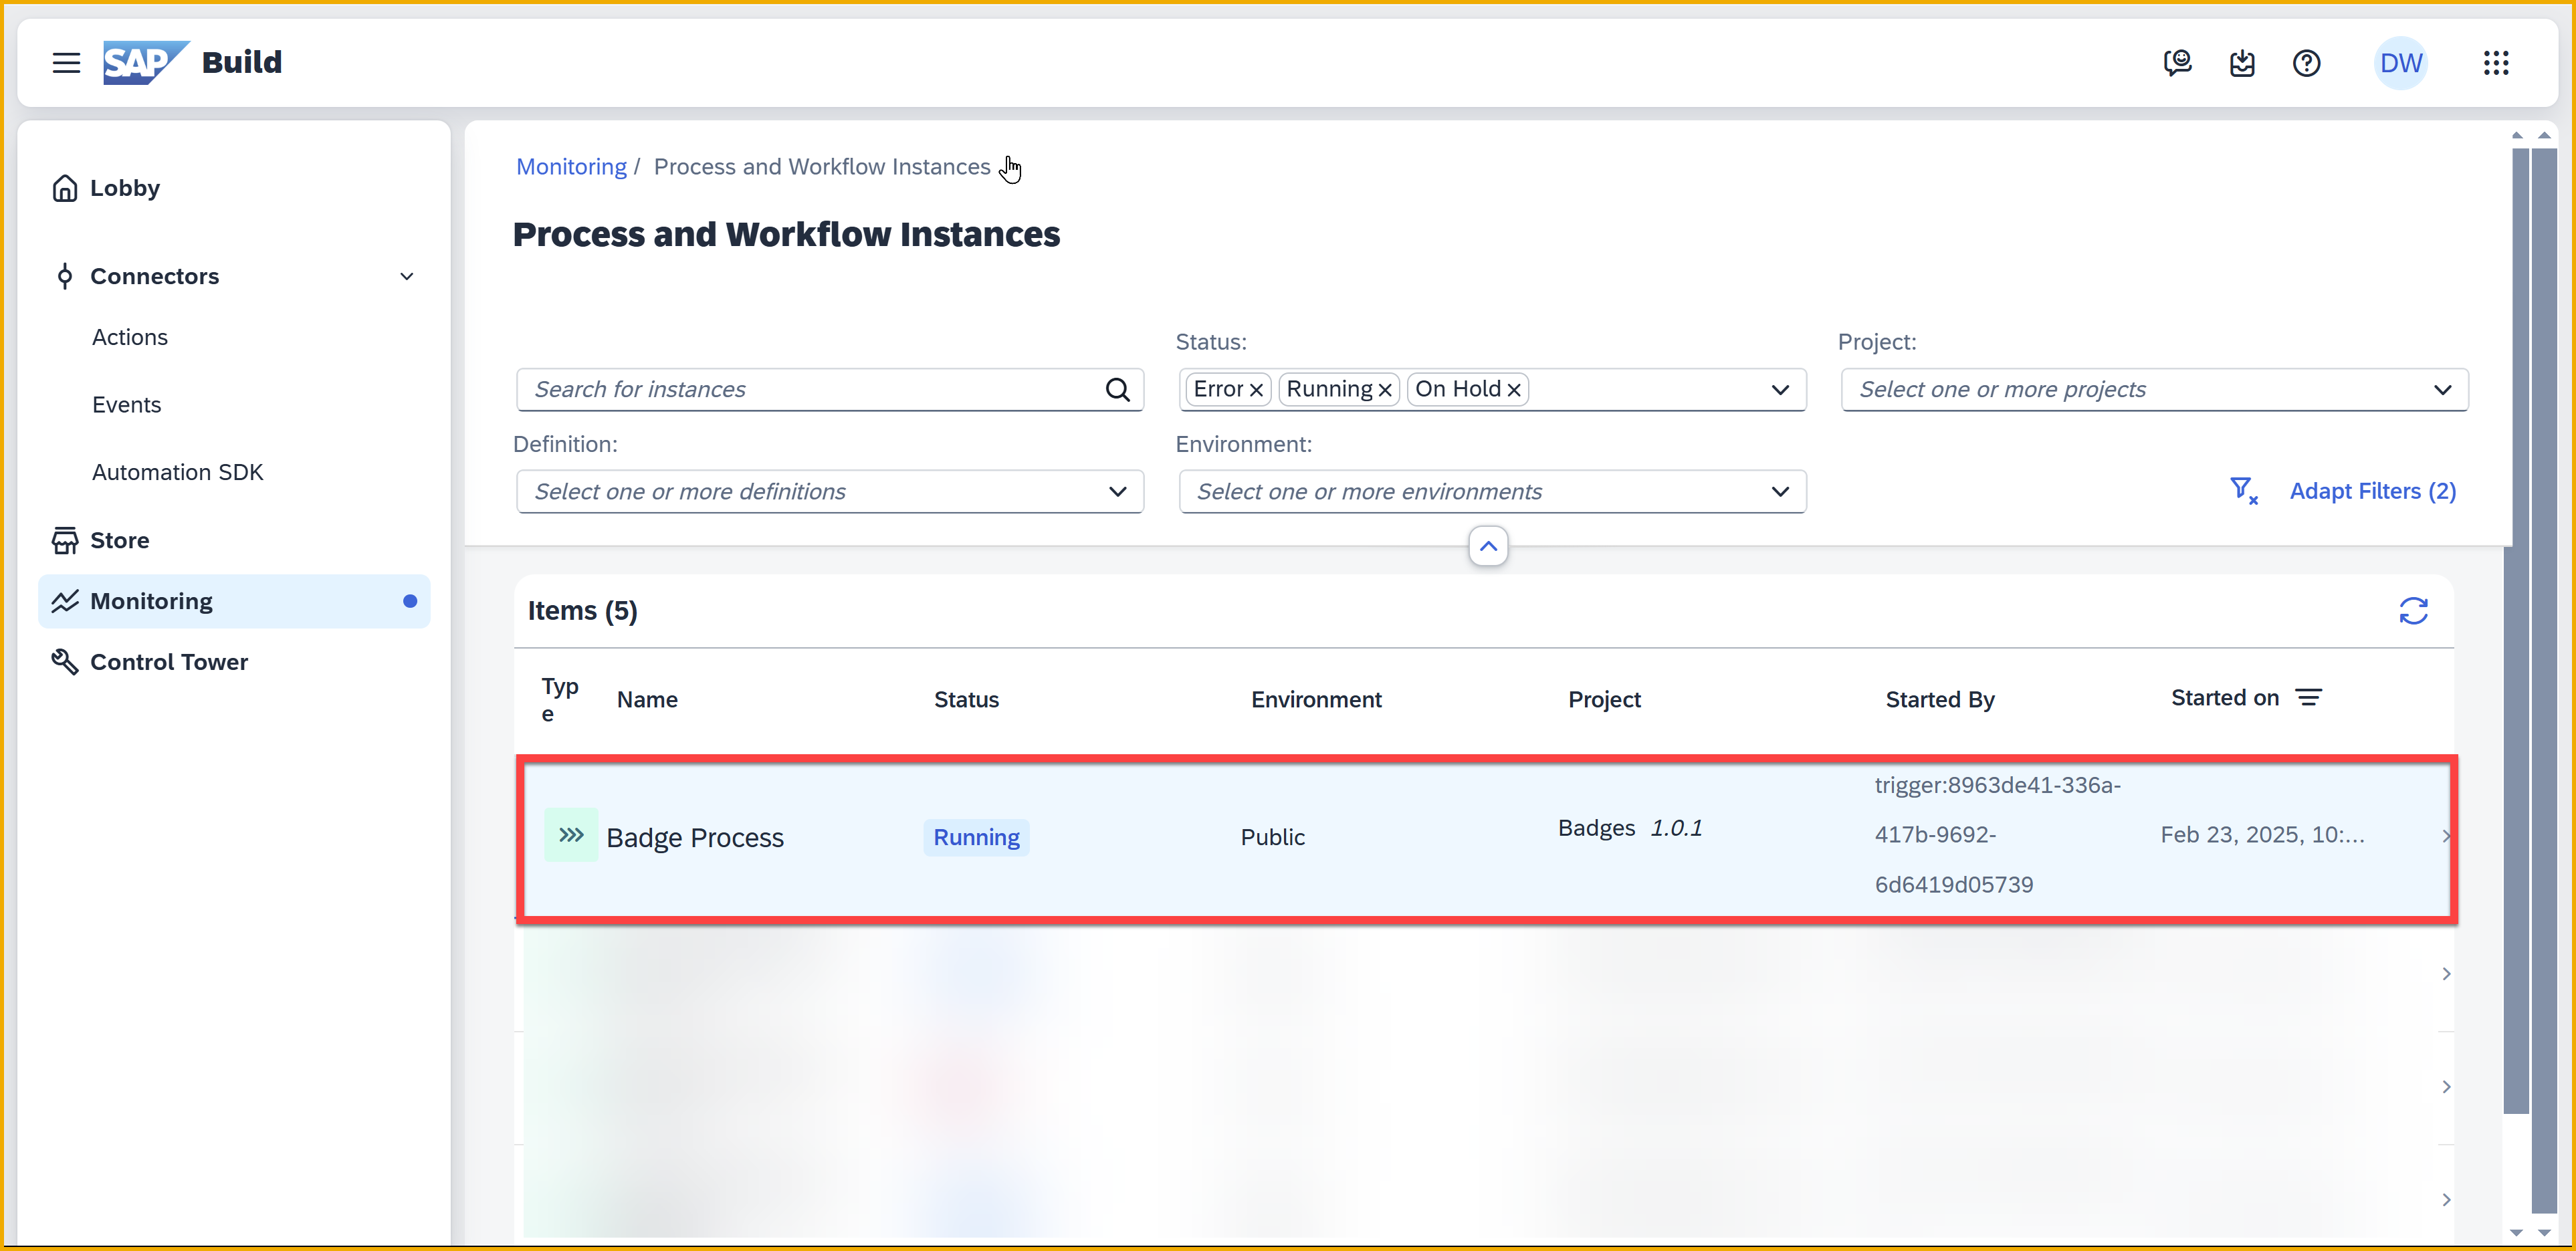 SAP Build
DW
Lobby
Connectors
Actions
Events
Automation SDK
Store
Monitoring
Control Tower
Monitoring / Process and Workflow Instances
Process and Workflow Instances
Search for instances
Status:
Error Running On Hold
Project:
Select one or more projects
Definition:
Select one or more definitions
Environment:
Select one or more environments
Adapt Filters (2)
Items (5)
Typ
e
Name
Status
Environment
Project
Started By
Started on
Badge Process
Running
Public
Badges 1.0.1
trigger:8963de41-336a-
417b-9692-
6d6419d05739
Feb 23, 2025, 10:...